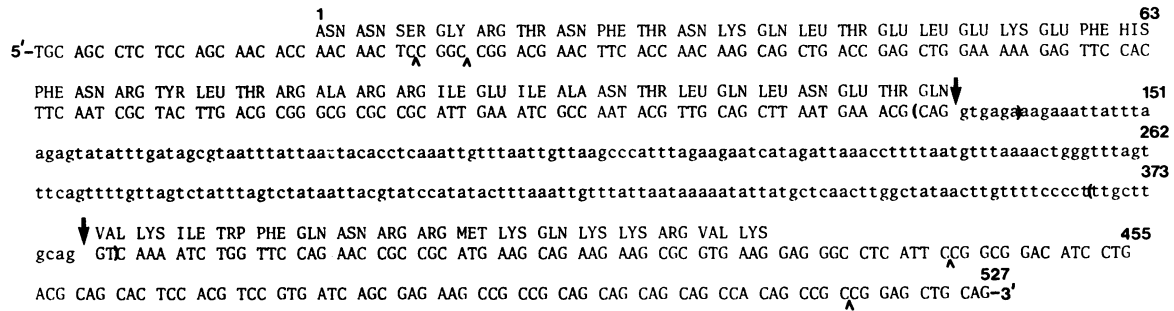 1 63
ASN ASN SER GLY ARG THR ASN PHE THR ASN LYS GLN LEU THR GLU LEU GLU LYS GLU PHE HIS
5'-TGC AGC CTC TCC AGC AAC ACC AAC AAC TCC GGC CGG ACG AAC TTC ACC AAC AAG CAG CTG ACC GAG CTG GAA AAA GAG TTC CAC
PHE ASN ARG TYR LEU THR ARG ALA ARG ARG ILE GLU ILE ALA ASN THR LEU GLN LEU ASN GLU THR GLN 151
TTC AAT CGC TAC TTG ACG CGG GCG CGC CGC ATT GAA ATC GCC AAT ACG TTG CAG CTT AAT GAA ACG (CAG gtgaga)aagaaattattta
262
agagtatatttgatagcgtaatttattaattacacctcaaattgtttaattgttaagcccatttagaagaatcatagattaaaccttttaatgtttaaaactgggtttagt
373
ttcagttttgttagtctatttagtctataattacgtatccatatactttaaattgtttattaataaaaatattatgctcaacttggctataacttgttttcccct(ttgctt
VAL LYS ILE TRP PHE GLN ASN ARG ARG MET LYS GLN LYS LYS ARG VAL LYS 455
gcag GT)C AAA ATC TGG TTC CAG AAC CGC CGC ATG AAG CAG AAG AAG CGC GTG AAG GAG GGC CTC ATT CCG GCG GAC ATC CTG
527
ACG CAG CAC TCC ACG TCC GTG ATC AGC GAG AAG CCG CCG CAG CAG CAG CAG CCA CAG CCG CCG GAG CTG CAG-3'